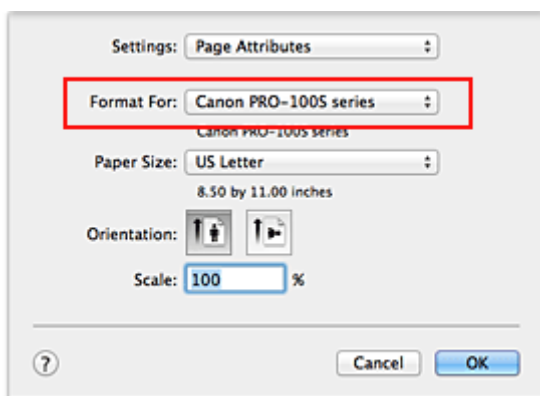 Settings: Page Attributes
Format For: Canon PRO-100S series
Canon PRO-100S series
Paper Size: US Letter
8.50 by 11.00 inches
Orientation:
Scale: 100 %
? Cancel OK